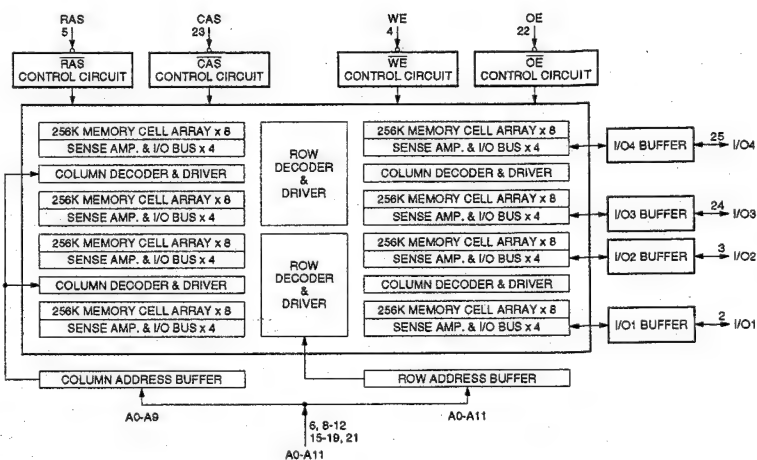 RAS CAS WE OE
5 23 4 22
RAS CONTROL CIRCUIT
CAS CONTROL CIRCUIT
WE CONTROL CIRCUIT
OE CONTROL CIRCUIT
256K MEMORY CELL ARRAY x 8
SENSE AMP. & I/O BUS x 4
COLUMN DECODER & DRIVER
256K MEMORY CELL ARRAY x 8
SENSE AMP. & I/O BUS x 4
256K MEMORY CELL ARRAY x 8
SENSE AMP. & I/O BUS x 4
COLUMN DECODER & DRIVER
256K MEMORY CELL ARRAY x 8
SENSE AMP. & I/O BUS x 4
ROW
DECODER
&
DRIVER
ROW
DECODER
&
DRIVER
256K MEMORY CELL ARRAY x 8
SENSE AMP. & I/O BUS x 4
COLUMN DECODER & DRIVER
256K MEMORY CELL ARRAY x 8
SENSE AMP. & I/O BUS x 4
256K MEMORY CELL ARRAY x 8
SENSE AMP. & I/O BUS x 4
COLUMN DECODER & DRIVER
256K MEMORY CELL ARRAY x 8
SENSE AMP. & I/O BUS x 4
I/O4 BUFFER 25 I/O4
I/O3 BUFFER 24 I/O3
I/O2 BUFFER 3 I/O2
I/O1 BUFFER 2 I/O1
COLUMN ADDRESS BUFFER
ROW ADDRESS BUFFER
A0-A9
A0-A11
6, 8-12
15-19, 21
A0-A11